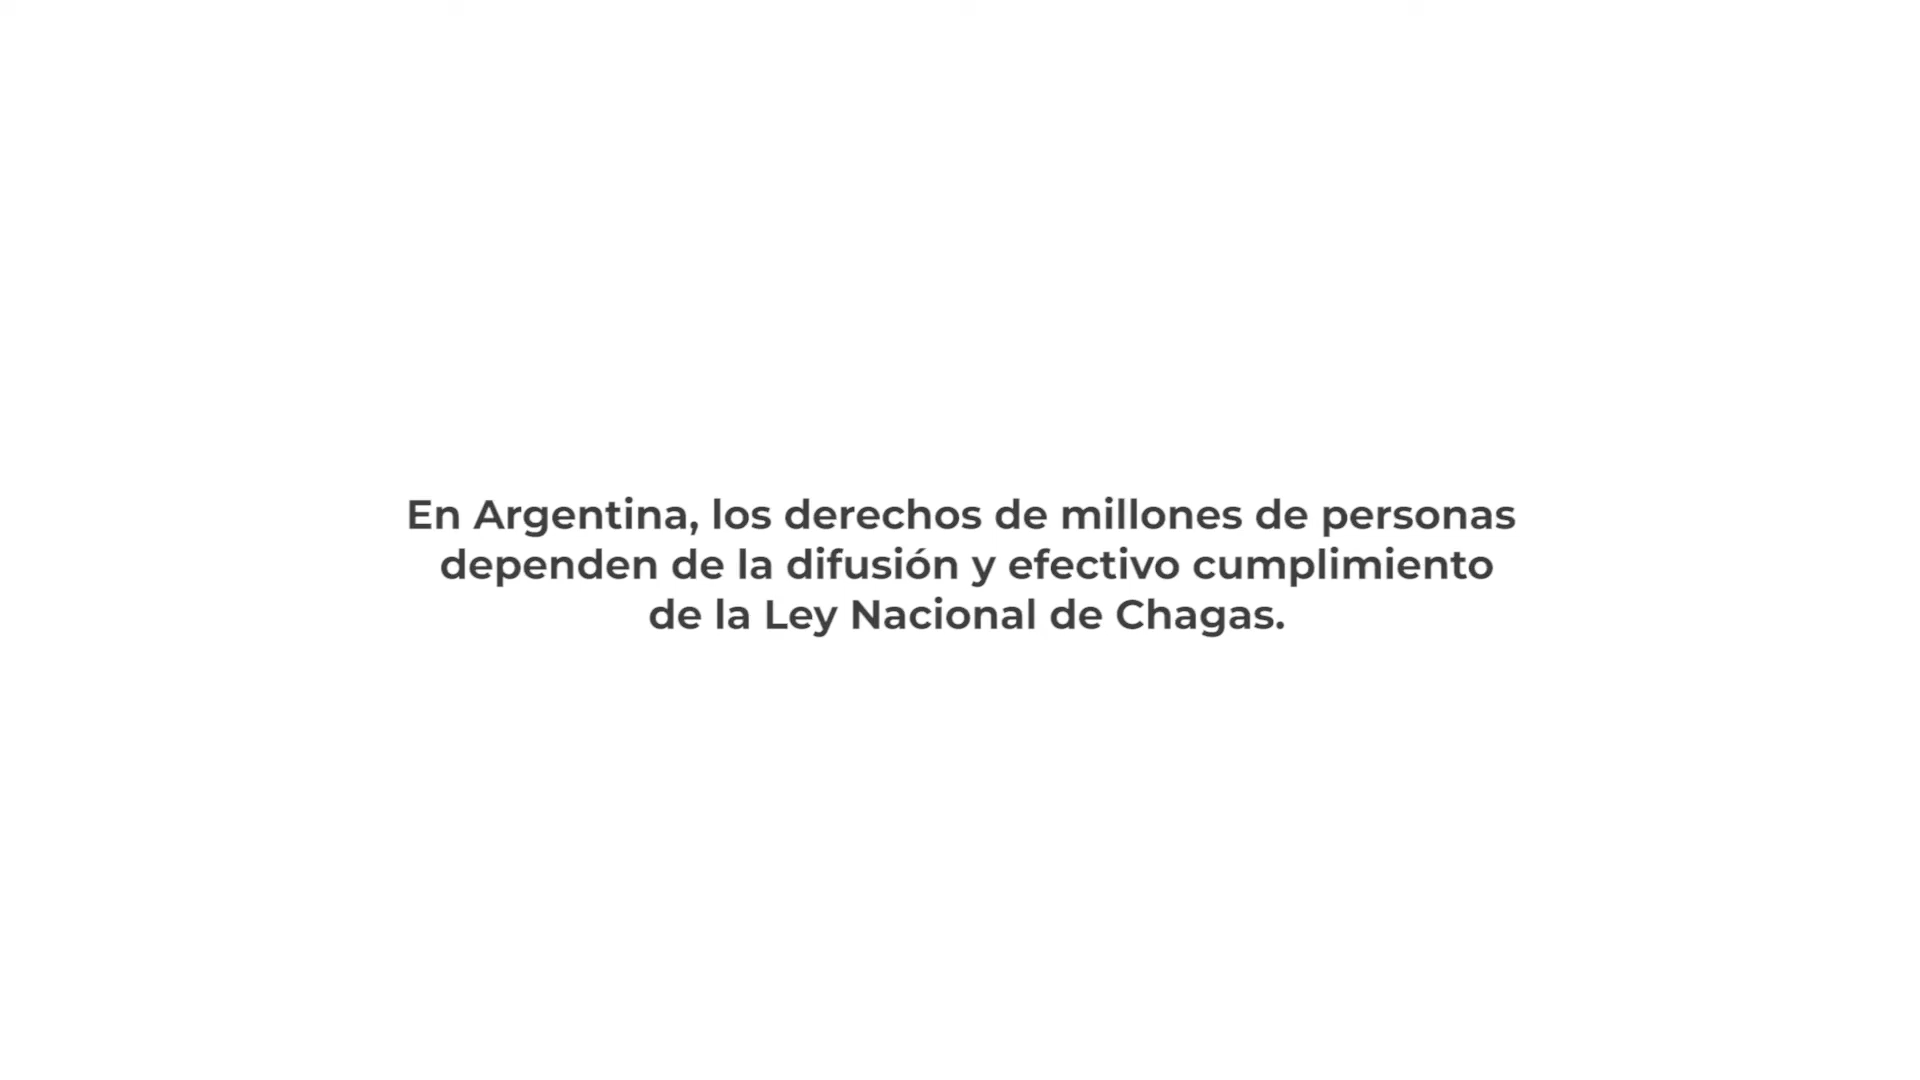 En Argentina, los derechos de millones de personas
dependen de la difusión y efectivo cumplimiento
de la Ley Nacional de Chagas.